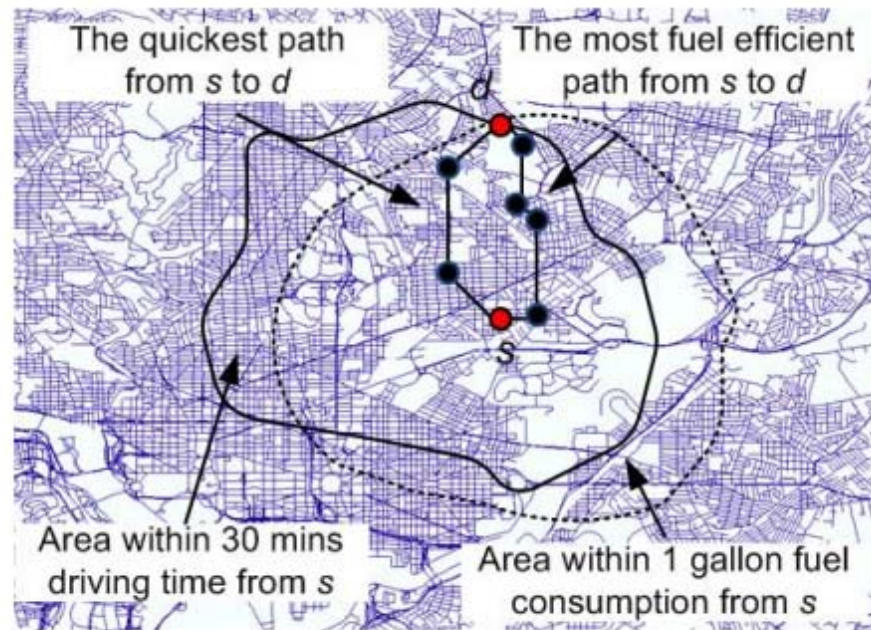 The quickest path
from s to d
The most fuel efficient
path from s to d
d
s
Area within 30 mins
driving time from s
Area within 1 gallon fuel
consumption from s